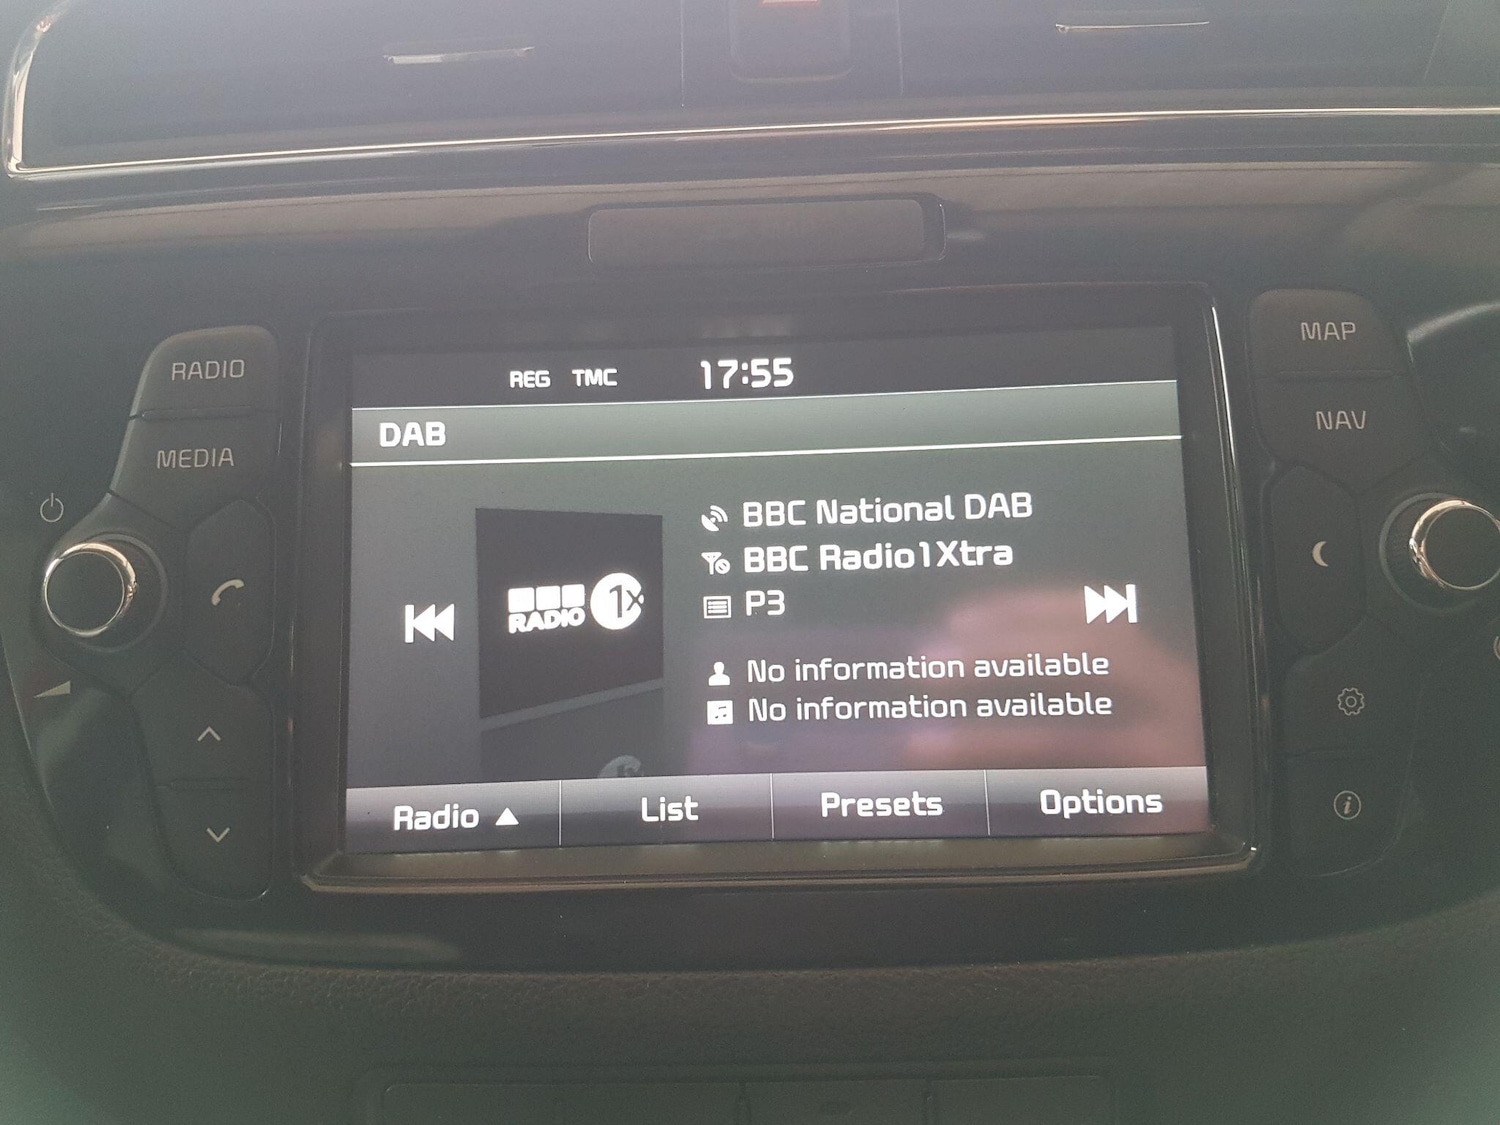 RADIO
MEDIA
REG TMC 17:55
DAB
BBC National DAB
BBC Radio1Xtra
P3
No information available
No information available
RADIO 1x
Radio List Presets Options
MAP
NAV